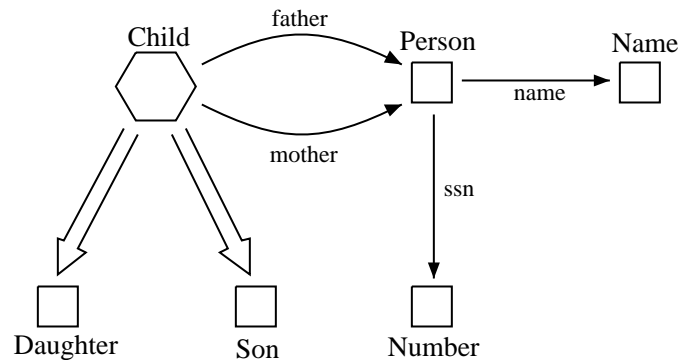 father
Child
Person
Name
name
mother
ssn
Daughter
Son
Number